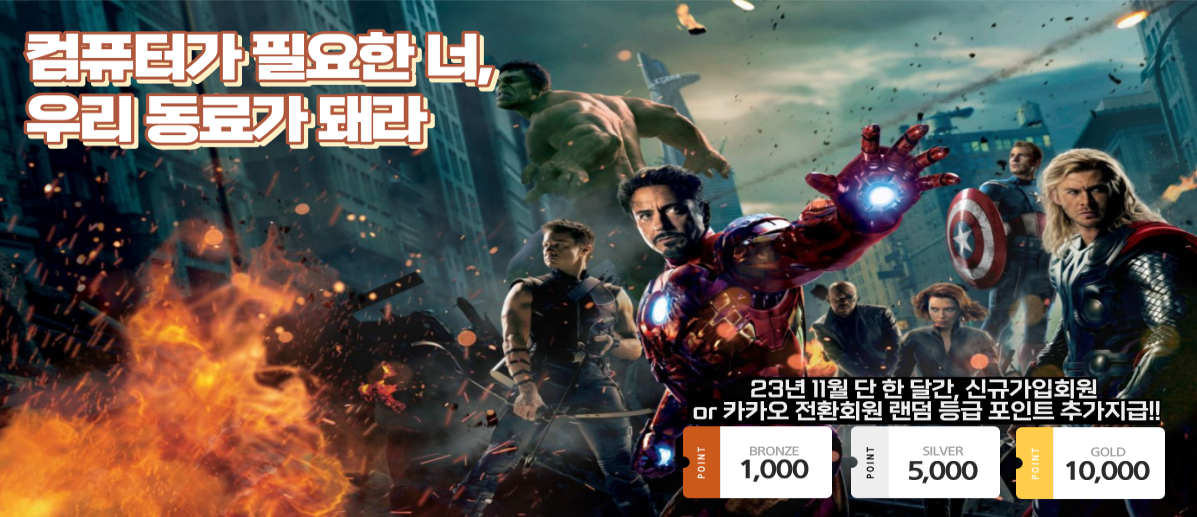 컴퓨터가 필요한 너,
우리 동료가 돼라
23년 11월 단 한 달간, 신규가입회원
or 카카오 전환회원 랜덤 등급 포인트 추가지급!!
POINT
BRONZE
1,000
POINT
SILVER
5,000
POINT
GOLD
10,000